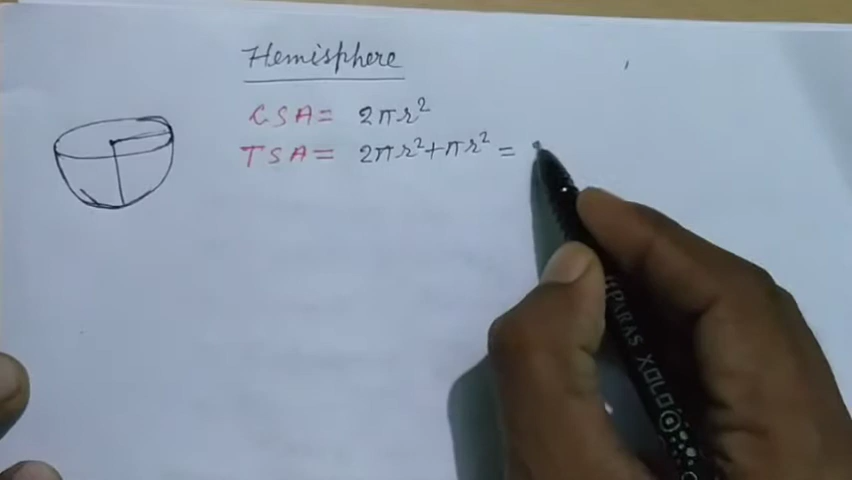 Hemisphere
CSA = 2πr²
TSA = 2πr²+πr² =